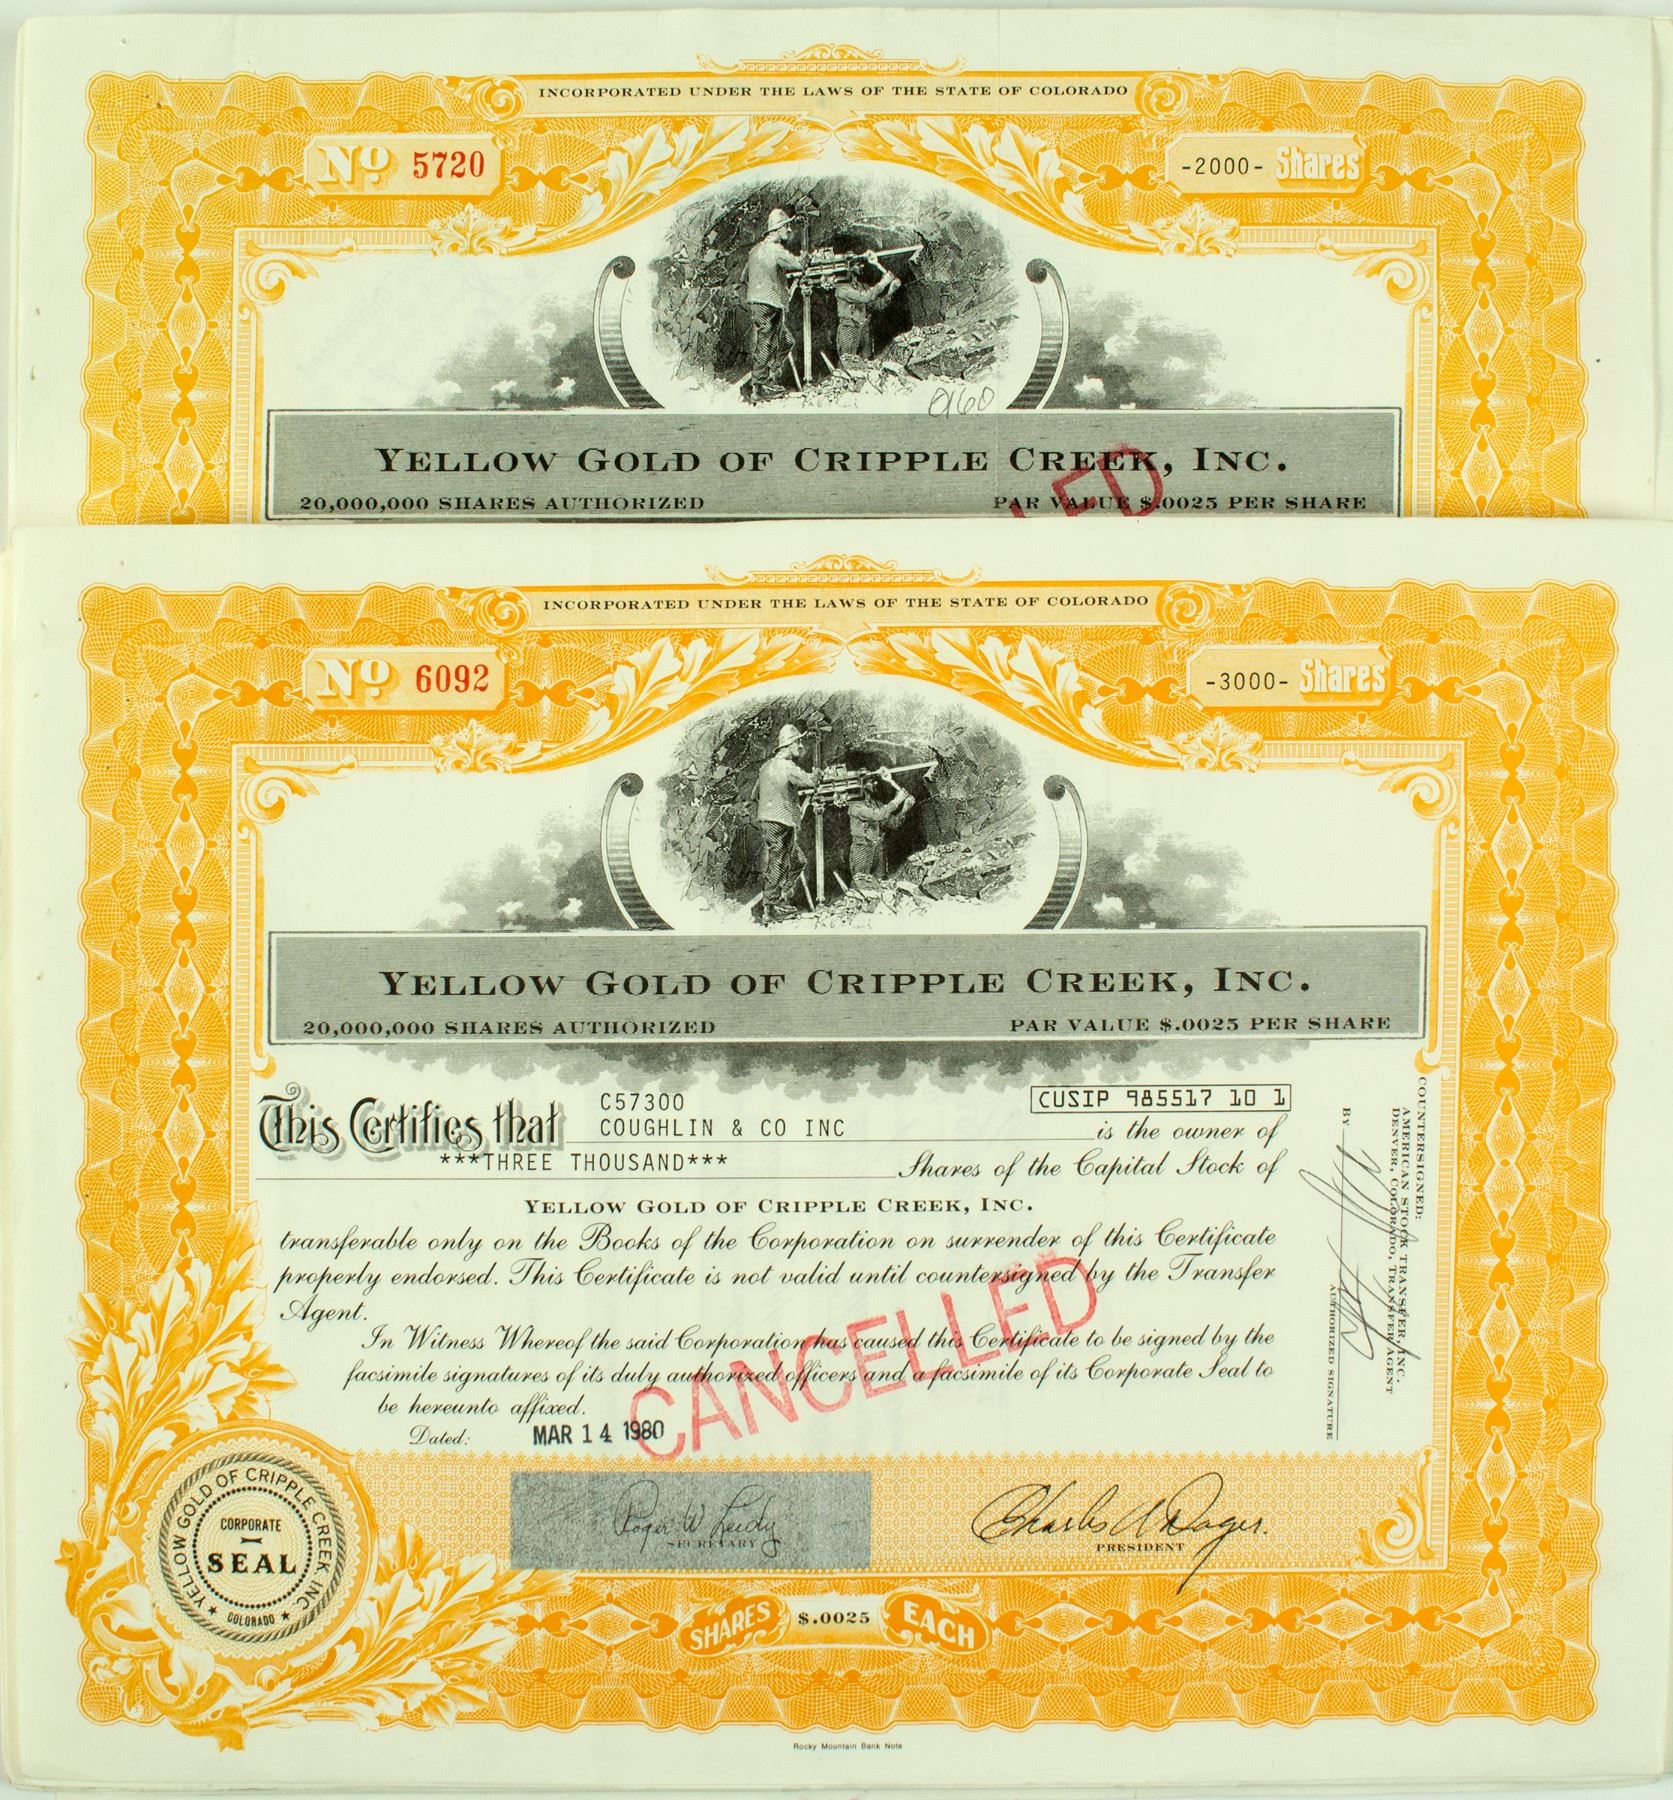 INCORPORATED UNDER THE LAWS OF THE STATE OF COLORADO
No 5720
-2000- Shares
0160
YELLOW GOLD OF CRIPPLE CREEK, INC.
20,000,000 SHARES AUTHORIZED PAR VALUE $.0025 PER SHARE
LED
INCORPORATED UNDER THE LAWS OF THE STATE OF COLORADO
No 6092
-3000- Shares
YELLOW GOLD OF CRIPPLE CREEK, INC.
20,000,000 SHARES AUTHORIZED PAR VALUE $.0025 PER SHARE
C57300
CUSIP 985517 10 1
This Certifies that COUGHLIN & CO INC is the owner of
***THREE THOUSAND*** Shares of the Capital Stock of
YELLOW GOLD OF CRIPPLE CREEK, INC.
transferable only on the Books of the Corporation on surrender of this Certificate
properly endorsed. This Certificate is not valid until countersigned by the Transfer
Agent.
In Witness Whereof the said Corporation has caused this Certificate to be signed by the
facsimile signatures of its duly authorized officers and a facsimile of its Corporate Seal to
be hereunto affixed.
Dated: MAR 14 1980
CANCELLED
COUNTERSIGNED:
AMERICAN STOCK TRANSFER, INC.
DENVER, COLORADO, TRANSFER AGENT
BY
AUTHORIZED SIGNATURE
YELLOW GOLD OF CRIPPLE CREEK INC
CORPORATE
SEAL
COLORADO
Roger W Leidy
SECRETARY
Charles A Dager.
PRESIDENT
SHARES $.0025 EACH
Rocky Mountain Bank Note